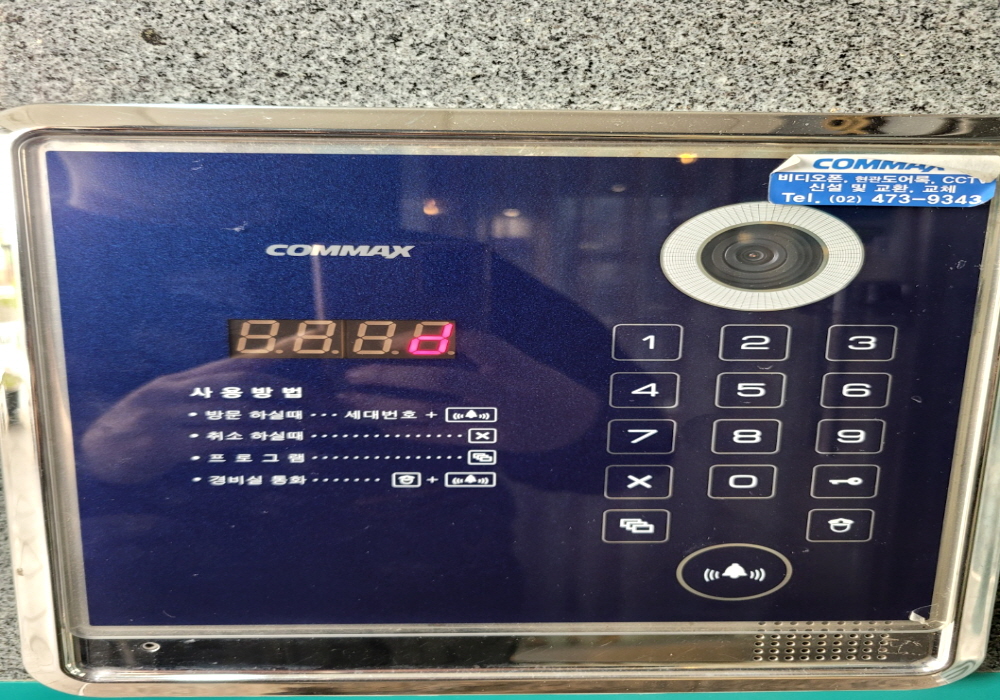 COMMAX
비디오폰, 현관도어록, CCTV
신설 및 교환, 교체
Tel. (02) 473-9343
COMMAX
d
사용방법
• 방문 하실때 ··· 세대번호 +
• 취소 하실때 ··············· X
• 프로그램 ···············
• 경비실 통화 ······· +
1 2 3
4 5 6
7 8 9
X 0